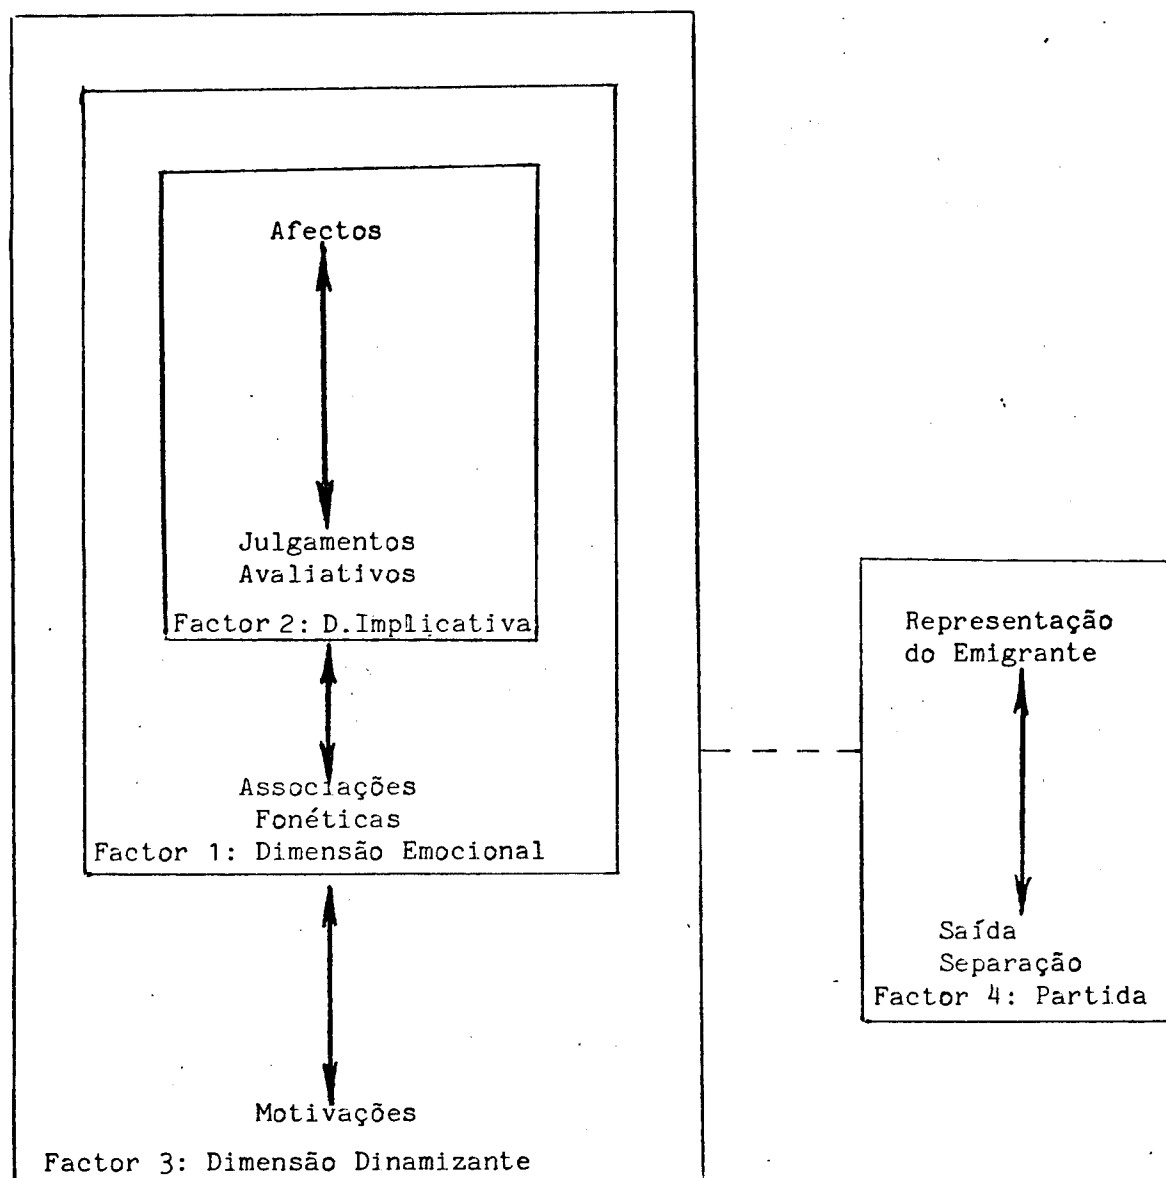 Afectos
Julgamentos
Avaliativos
Factor 2: D.Implicativa
Associações
Fonéticas
Factor 1: Dimensão Emocional
Motivações
Factor 3: Dimensão Dinamizante
Representação
do Emigrante
Saída
Separação
Factor 4: Partida